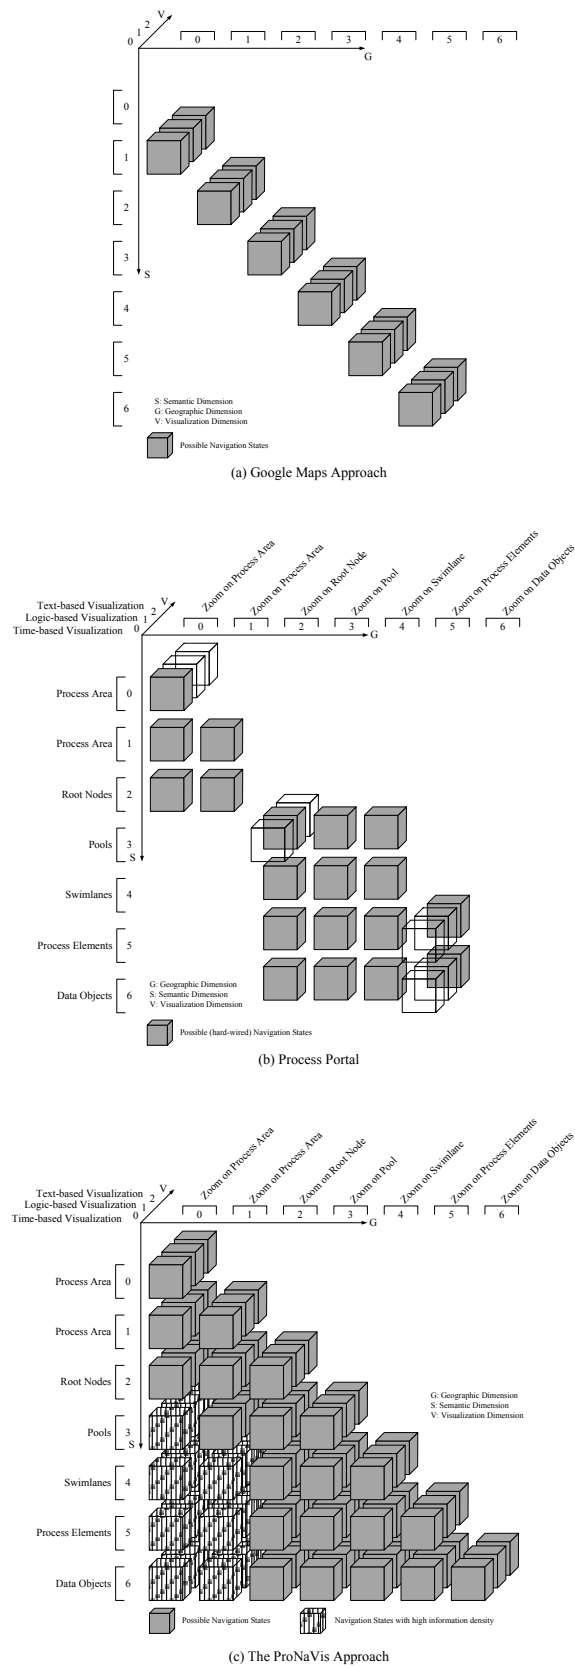 V
2
1
0
0 1 2 3 4 5 6
G
0
1
2
3
S
4
5
6
S: Semantic Dimension
G: Geographic Dimension
V: Visualization Dimension
Possible Navigation States
(a) Google Maps Approach
Zoom on Process Area
Zoom on Process Area
Zoom on Root Node
Zoom on Pool
Zoom on Swimlane
Zoom on Process Elements
Zoom on Data Objects
V
Text-based Visualization 2
Logic-based Visualization 1
Time-based Visualization 0
0 1 2 3 4 5 6
G
Process Area 0
Process Area 1
Root Nodes 2
Pools 3
S
Swimlanes 4
Process Elements 5
Data Objects 6
G: Geographic Dimension
S: Semantic Dimension
V: Visualization Dimension
Possible (hard-wired) Navigation States
(b) Process Portal
Zoom on Process Area
Zoom on Process Area
Zoom on Root Node
Zoom on Pool
Zoom on Swimlane
Zoom on Process Elements
Zoom on Data Objects
V
Text-based Visualization 2
Logic-based Visualization 1
Time-based Visualization 0
0 1 2 3 4 5 6
G
Process Area 0
Process Area 1
Root Nodes 2
G: Geographic Dimension
S: Semantic Dimension
V: Visualization Dimension
Pools 3
S
Swimlanes 4
Process Elements 5
Data Objects 6
Possible Navigation States
Navigation States with high information density
(c) The ProNaVis Approach